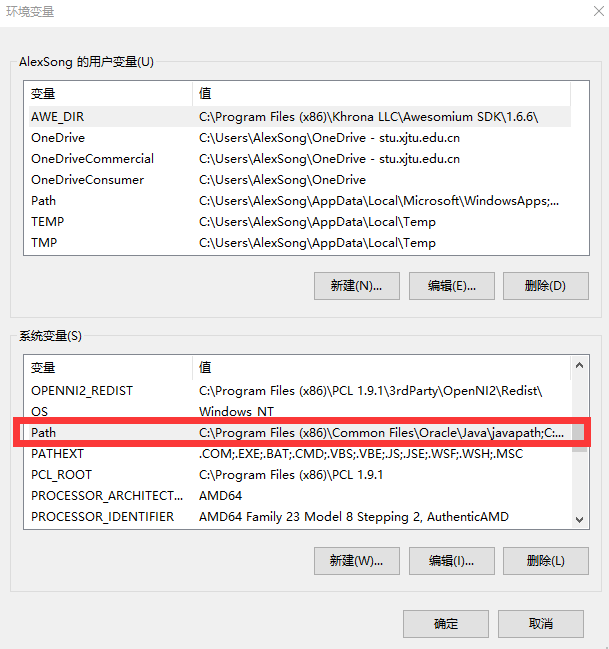 环境变量
AlexSong 的用户变量(U)
变量 值
AWE_DIR C:\Program Files (x86)\Khrona LLC\Awesomium SDK\1.6.6\
OneDrive C:\Users\AlexSong\OneDrive - stu.xjtu.edu.cn
OneDriveCommercial C:\Users\AlexSong\OneDrive - stu.xjtu.edu.cn
OneDriveConsumer C:\Users\AlexSong\OneDrive
Path C:\Users\AlexSong\AppData\Local\Microsoft\WindowsApps;...
TEMP C:\Users\AlexSong\AppData\Local\Temp
TMP C:\Users\AlexSong\AppData\Local\Temp
新建(N)... 编辑(E)... 删除(D)
系统变量(S)
变量 值
OPENNI2_REDIST C:\Program Files (x86)\PCL 1.9.1\3rdParty\OpenNI2\Redist\
OS Windows_NT
Path C:\Program Files (x86)\Common Files\Oracle\Java\javapath;C:...
PATHEXT .COM;.EXE;.BAT;.CMD;.VBS;.VBE;.JS;.JSE;.WSF;.WSH;.MSC
PCL_ROOT C:\Program Files (x86)\PCL 1.9.1
PROCESSOR_ARCHITECT... AMD64
PROCESSOR_IDENTIFIER AMD64 Family 23 Model 8 Stepping 2, AuthenticAMD
新建(W)... 编辑(I)... 删除(L)
确定 取消